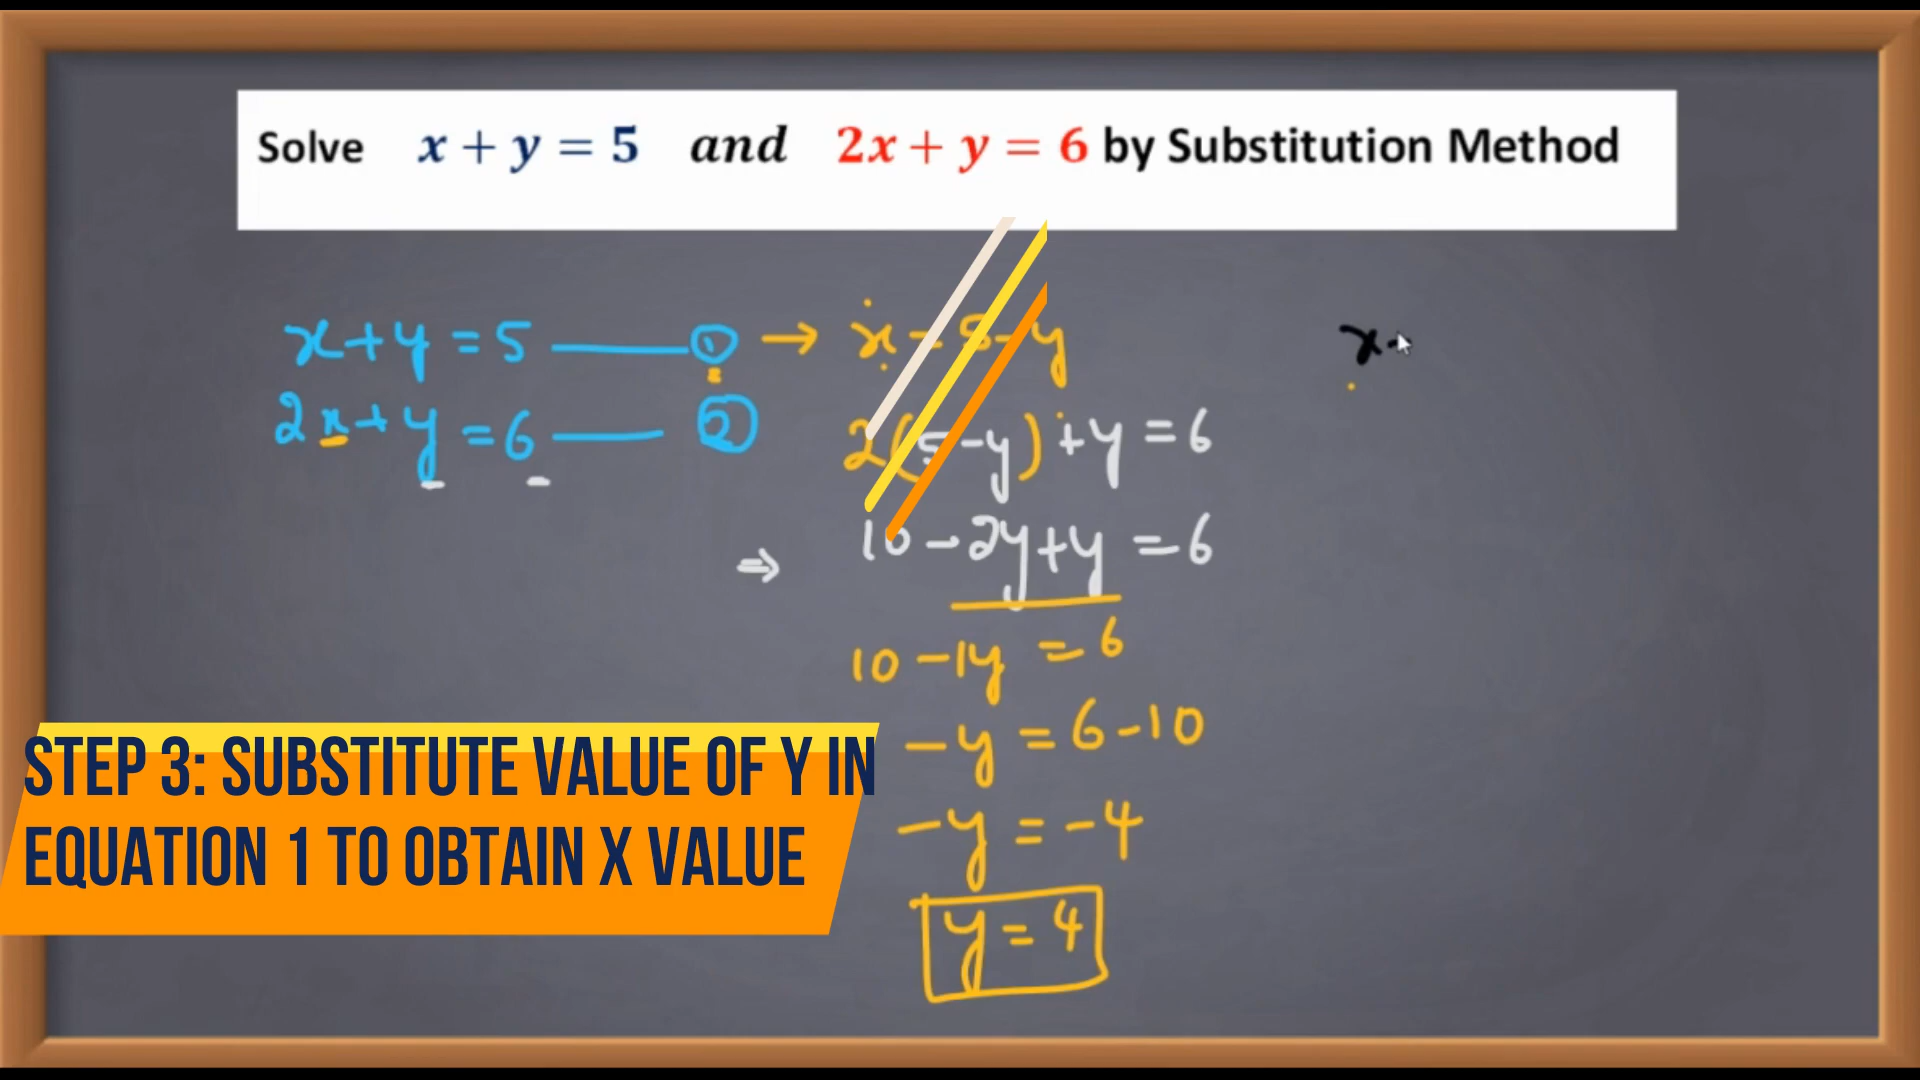 Solve x + y = 5 and 2x + y = 6 by Substitution Method
x+y=5 —— ① → x=5-y
2x+y=6 —— ②
2(5-y)+y=6
⇒ 10-2y+y=6
10-1y=6
-y=6-10
-y=-4
y=4
x
STEP 3: SUBSTITUTE VALUE OF Y IN
EQUATION 1 TO OBTAIN X VALUE